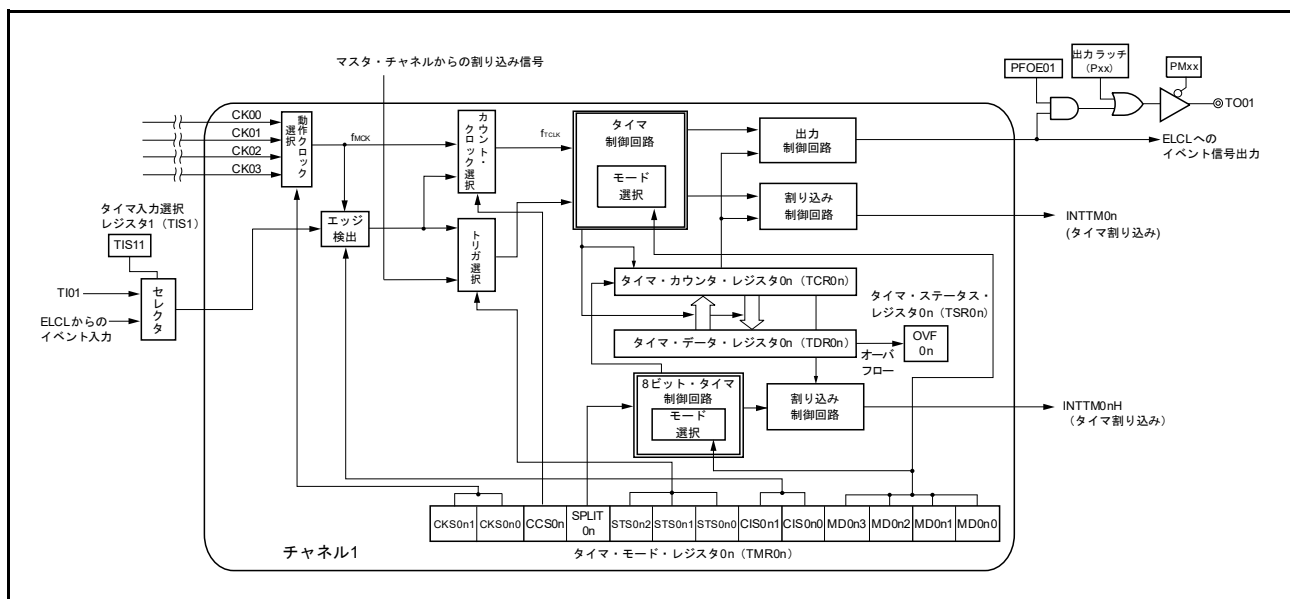 マスタ・チャネルからの割り込み信号
PFOE01
出力ラッチ
(Pxx)
PMxx
TO01
CK00
CK01
CK02
CK03
動作クロック
選択
fMCK
カウント・
クロック選択
fTCLK
タイマ
制御回路
モード
選択
出力
制御回路
ELCLへの
イベント信号出力
割り込み
制御回路
INTTM0n
(タイマ割り込み)
タイマ入力選択
レジスタ1 (TIS1)
TIS11
エッジ
検出
トリガ選択
TI01
ELCLからの
イベント入力
セレクタ
タイマ・カウンタ・レジスタ0n (TCR0n)
タイマ・ステータス・
レジスタ0n (TSR0n)
タイマ・データ・レジスタ0n (TDR0n)
オーバ
フロー
OVF
0n
8ビット・タイマ
制御回路
モード
選択
割り込み
制御回路
INTTM0nH
(タイマ割り込み)
CKS0n1
CKS0n0
CCS0n
SPLIT
0n
STS0n2
STS0n1
STS0n0
CIS0n1
CIS0n0
MD0n3
MD0n2
MD0n1
MD0n0
チャネル1
タイマ・モード・レジスタ0n (TMR0n)